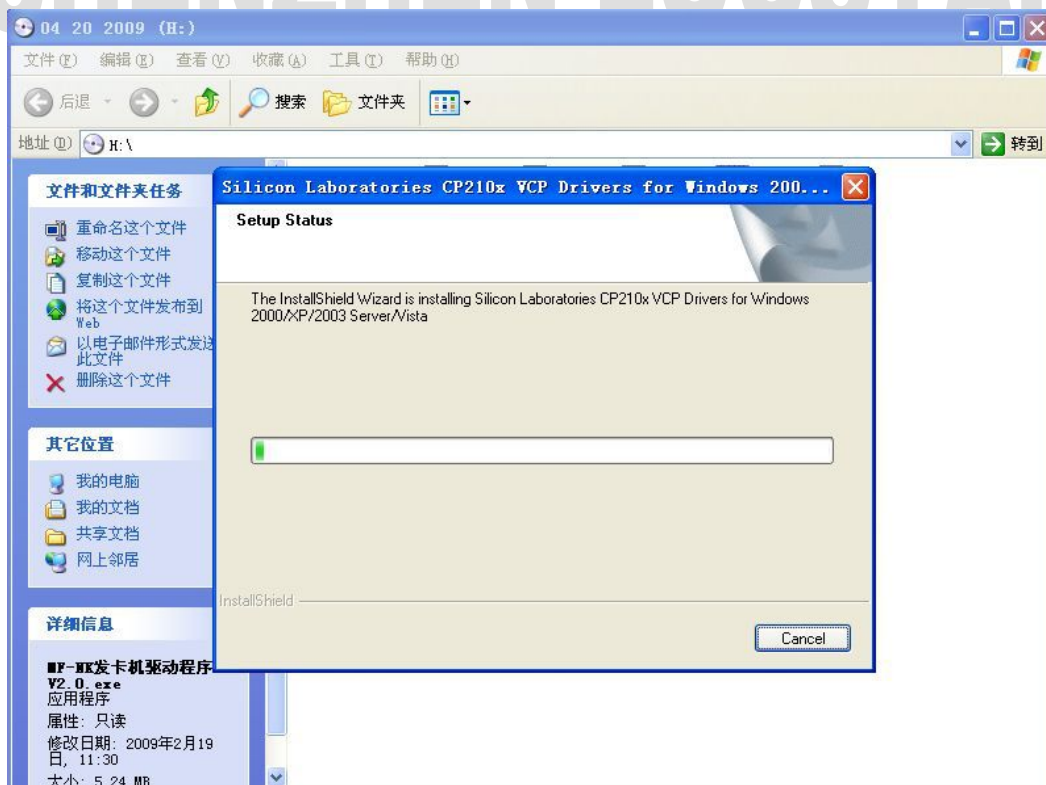 04 20 2009 (H:)
文件(F) 编辑(E) 查看(V) 收藏(A) 工具(T) 帮助(H)
后退 搜索 文件夹
地址(D) H:\ 转到
文件和文件夹任务
重命名这个文件
移动这个文件
复制这个文件
将这个文件发布到
Web
以电子邮件形式发送
此文件
删除这个文件
其它位置
我的电脑
我的文档
共享文档
网上邻居
详细信息
MF-HK发卡机驱动程序
V2.0.exe
应用程序
属性: 只读
修改日期: 2009年2月19
日, 11:30
大小: 5.24 MB
Silicon Laboratories CP210x VCP Drivers for Windows 200...
Setup Status
The InstallShield Wizard is installing Silicon Laboratories CP210x VCP Drivers for Windows
2000/XP/2003 Server/Vista
InstallShield
Cancel